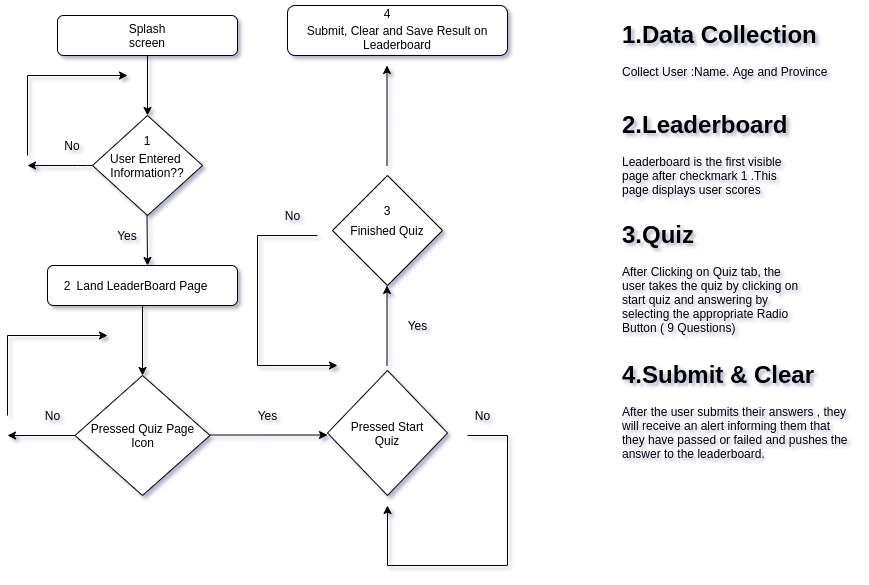 Splash
screen
No
1
User Entered
Information??
Yes
2  Land LeaderBoard Page
No
Pressed Quiz Page
Icon
Yes
4
Submit, Clear and Save Result on
Leaderboard
No
3
Finished Quiz
Yes
Pressed Start
Quiz
No
1.Data Collection
Collect User :Name. Age and Province
2.Leaderboard
Leaderboard is the first visible
page after checkmark 1 .This
page displays user scores
3.Quiz
After Clicking on Quiz tab, the
user takes the quiz by clicking on
start quiz and answering by
selecting the appropriate Radio
Button ( 9 Questions)
4.Submit & Clear
After the user submits their answers , they
will receive an alert informing them that
they have passed or failed and pushes the
answer to the leaderboard.